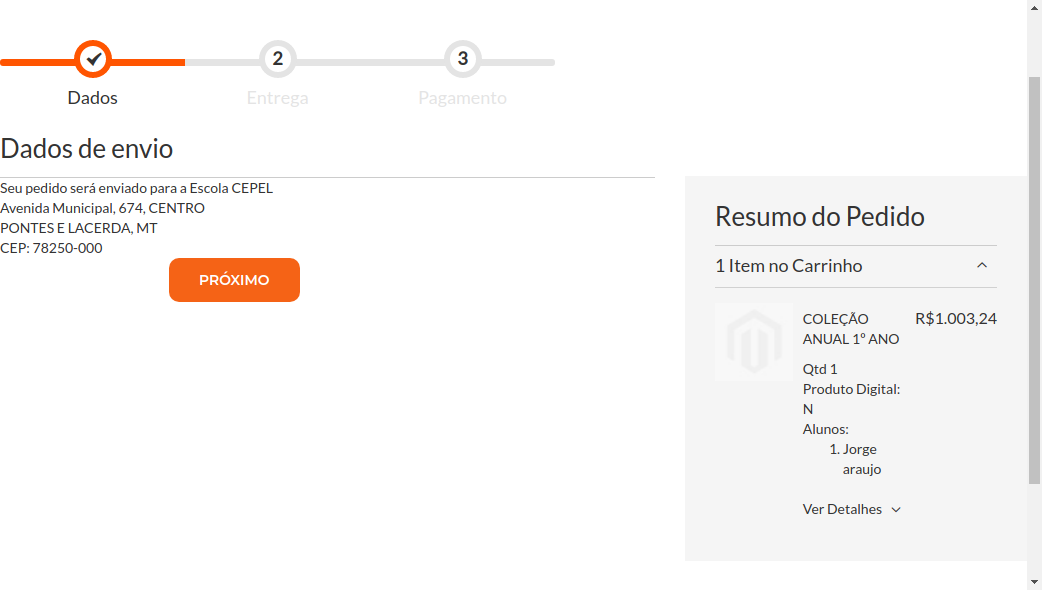 2
3
Dados
Entrega
Pagamento
Dados de envio
Seu pedido será enviado para a Escola CEPEL
Avenida Municipal, 674, CENTRO
PONTES E LACERDA, MT
CEP: 78250-000
PRÓXIMO
Resumo do Pedido
1 Item no Carrinho
COLEÇÃO
ANUAL 1º ANO
R$1.003,24
Qtd 1
Produto Digital:
N
Alunos:
1. Jorge
araujo
Ver Detalhes